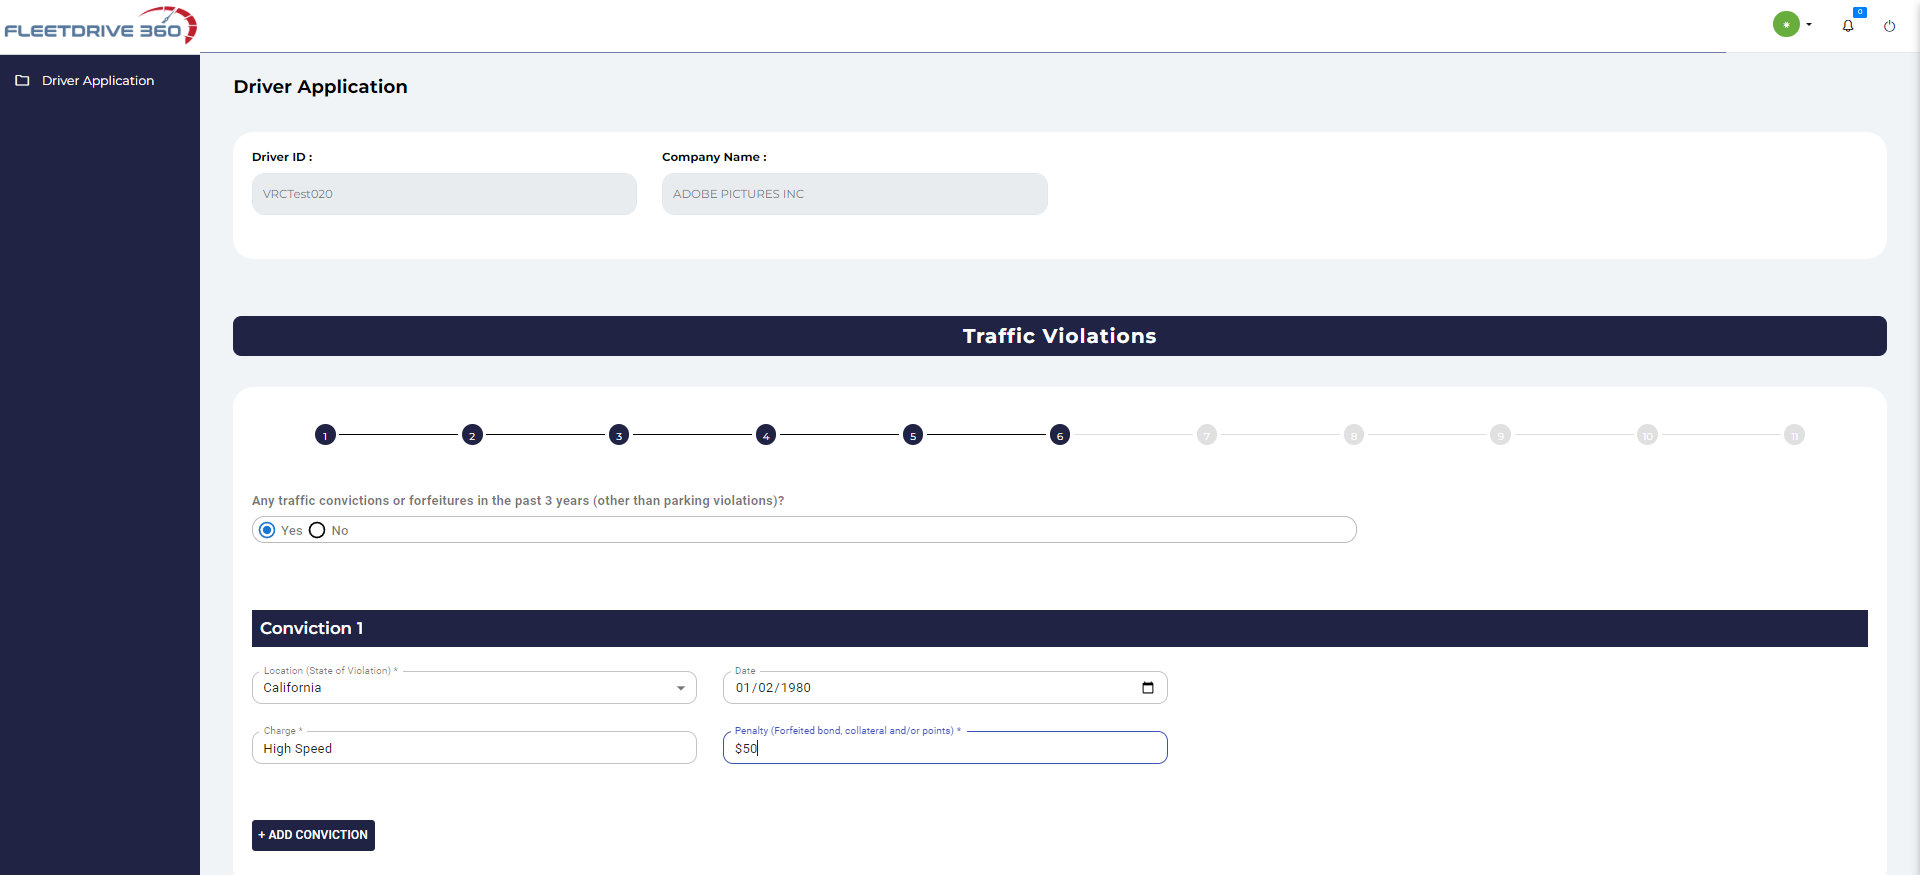 FLEETDRIVE 360
0
Driver Application
Driver Application
Driver ID :
Company Name :
VRCTest020
ADOBE PICTURES INC
Traffic Violations
1 2 3 4 5 6 7 8 9 10 11
Any traffic convictions or forfeitures in the past 3 years (other than parking violations)?
Yes No
Conviction 1
Location (State of Violation) *
Date
California
01/02/1980
Charge *
Penalty (Forfeited bond, collateral and/or points) *
High Speed
$50
+ ADD CONVICTION